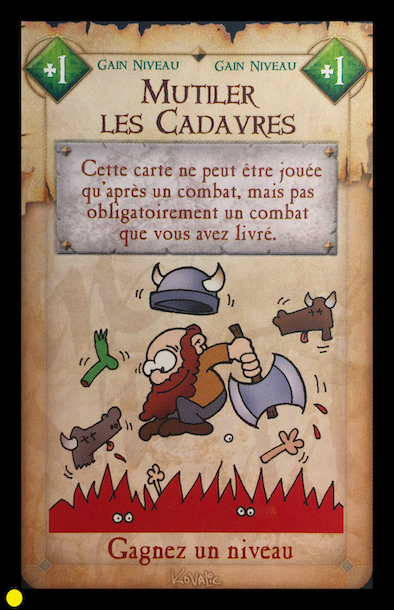 +1 GAIN NIVEAU GAIN NIVEAU +1
MUTILER
LES CADAVRES
Cette carte ne peut être jouée
qu'après un combat, mais pas
obligatoirement un combat
que vous avez livré.
Gagnez un niveau
KOVALIC